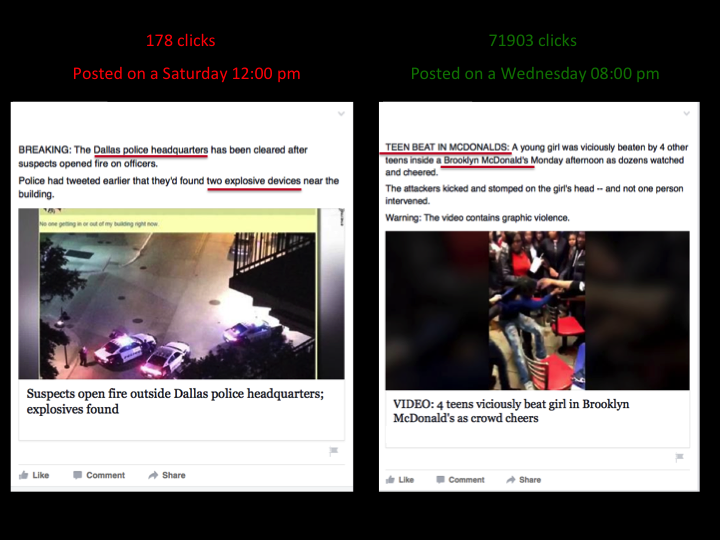 178 clicks
Posted on a Saturday 12:00 pm
BREAKING: The Dallas police headquarters has been cleared after
suspects opened fire on officers.
Police had tweeted earlier that they'd found two explosive devices near the
building.
No one getting in or out of my building right now.
Suspects open fire outside Dallas police headquarters;
explosives found
Like Comment Share
71903 clicks
Posted on a Wednesday 08:00 pm
TEEN BEAT IN MCDONALDS: A young girl was viciously beaten by 4 other
teens inside a Brooklyn McDonald's Monday afternoon as dozens watched
and cheered.
The attackers kicked and stomped on the girl's head -- and not one person
intervened.
Warning: The video contains graphic violence.
VIDEO: 4 teens viciously beat girl in Brooklyn
McDonald's as crowd cheers
Like Comment Share